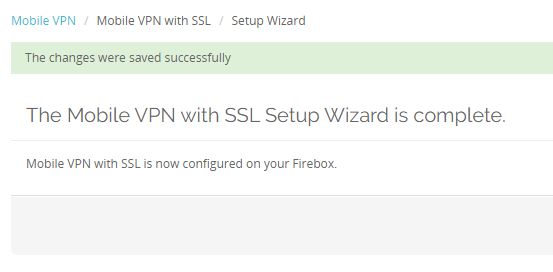 Mobile VPN / Mobile VPN with SSL / Setup Wizard
The changes were saved successfully
The Mobile VPN with SSL Setup Wizard is complete.
Mobile VPN with SSL is now configured on your Firebox.